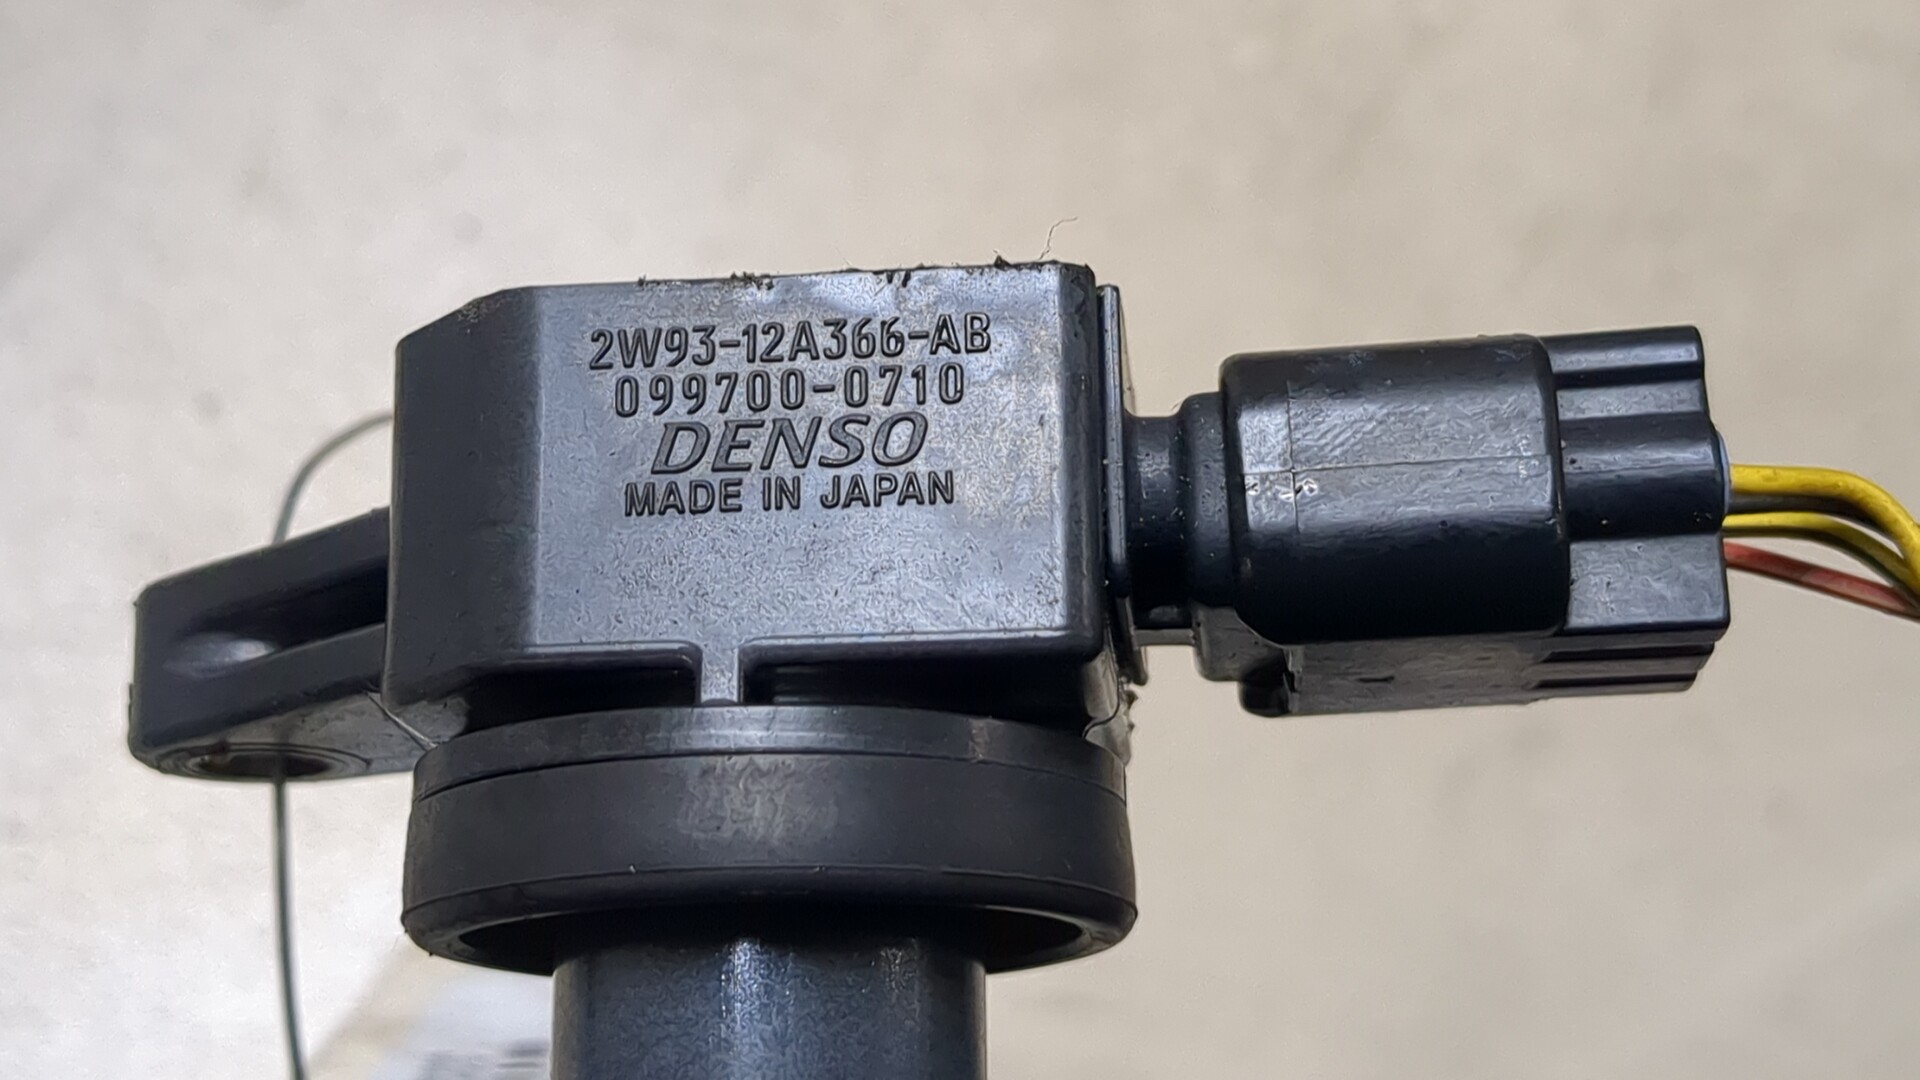 2W93-12A366-AB
099700-0710
DENSO
MADE IN JAPAN